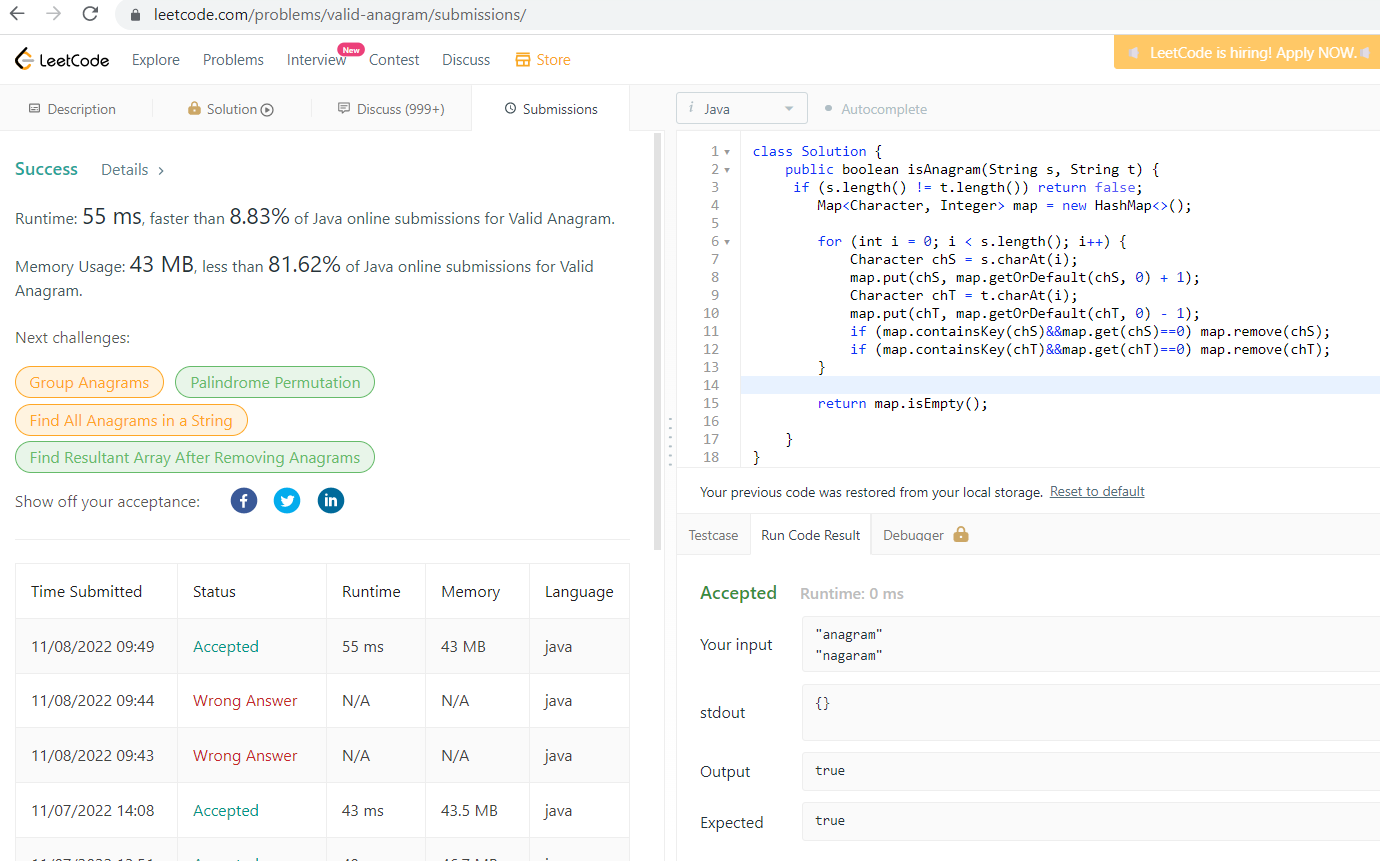 leetcode.com/problems/valid-anagram/submissions/
LeetCode Explore Problems Interview New Contest Discuss Store
LeetCode is hiring! Apply NOW.
Description Solution Discuss (999+) Submissions
i Java Autocomplete
Success Details >
Runtime: 55 ms, faster than 8.83% of Java online submissions for Valid Anagram.
Memory Usage: 43 MB, less than 81.62% of Java online submissions for Valid
Anagram.
Next challenges:
Group Anagrams Palindrome Permutation
Find All Anagrams in a String
Find Resultant Array After Removing Anagrams
Show off your acceptance:
Time Submitted Status Runtime Memory Language
11/08/2022 09:49 Accepted 55 ms 43 MB java
11/08/2022 09:44 Wrong Answer N/A N/A java
11/08/2022 09:43 Wrong Answer N/A N/A java
11/07/2022 14:08 Accepted 43 ms 43.5 MB java
1 class Solution {
2 public boolean isAnagram(String s, String t) {
3 if (s.length() != t.length()) return false;
4 Map<Character, Integer> map = new HashMap<>();
5
6 for (int i = 0; i < s.length(); i++) {
7 Character chS = s.charAt(i);
8 map.put(chS, map.getOrDefault(chS, 0) + 1);
9 Character chT = t.charAt(i);
10 map.put(chT, map.getOrDefault(chT, 0) - 1);
11 if (map.containsKey(chS)&&map.get(chS)==0) map.remove(chS);
12 if (map.containsKey(chT)&&map.get(chT)==0) map.remove(chT);
13 }
14
15 return map.isEmpty();
16
17 }
18 }
Your previous code was restored from your local storage. Reset to default
Testcase Run Code Result Debugger
Accepted Runtime: 0 ms
Your input
"anagram"
"nagaram"
stdout {}
Output true
Expected true